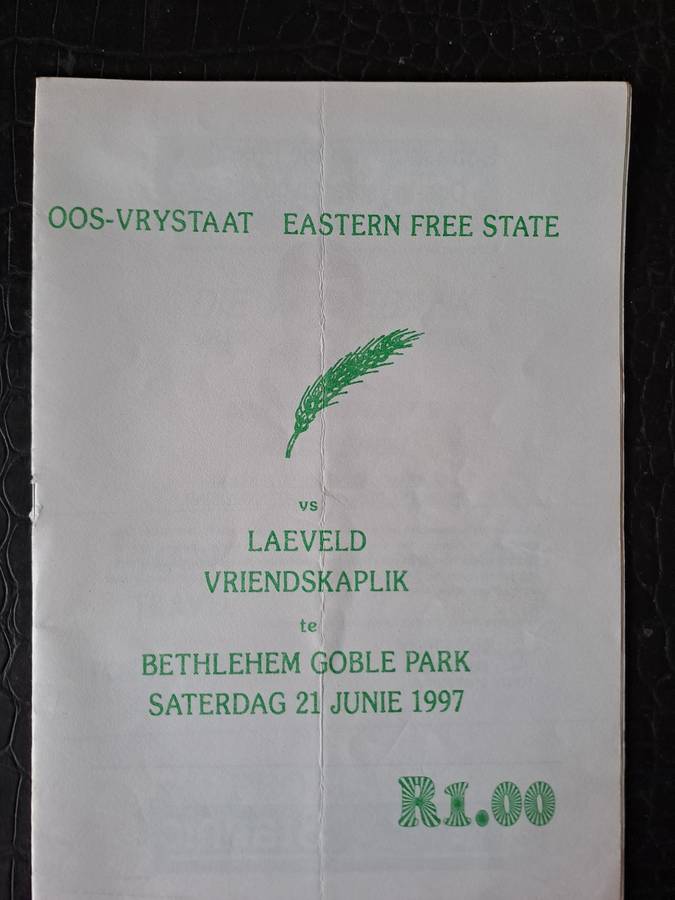 OOS-VRYSTAAT EASTERN FREE STATE
vs
LAEVELD
VRIENDSKAPLIK
te
BETHLEHEM GOBLE PARK
SATERDAG 21 JUNIE 1997
R1.00